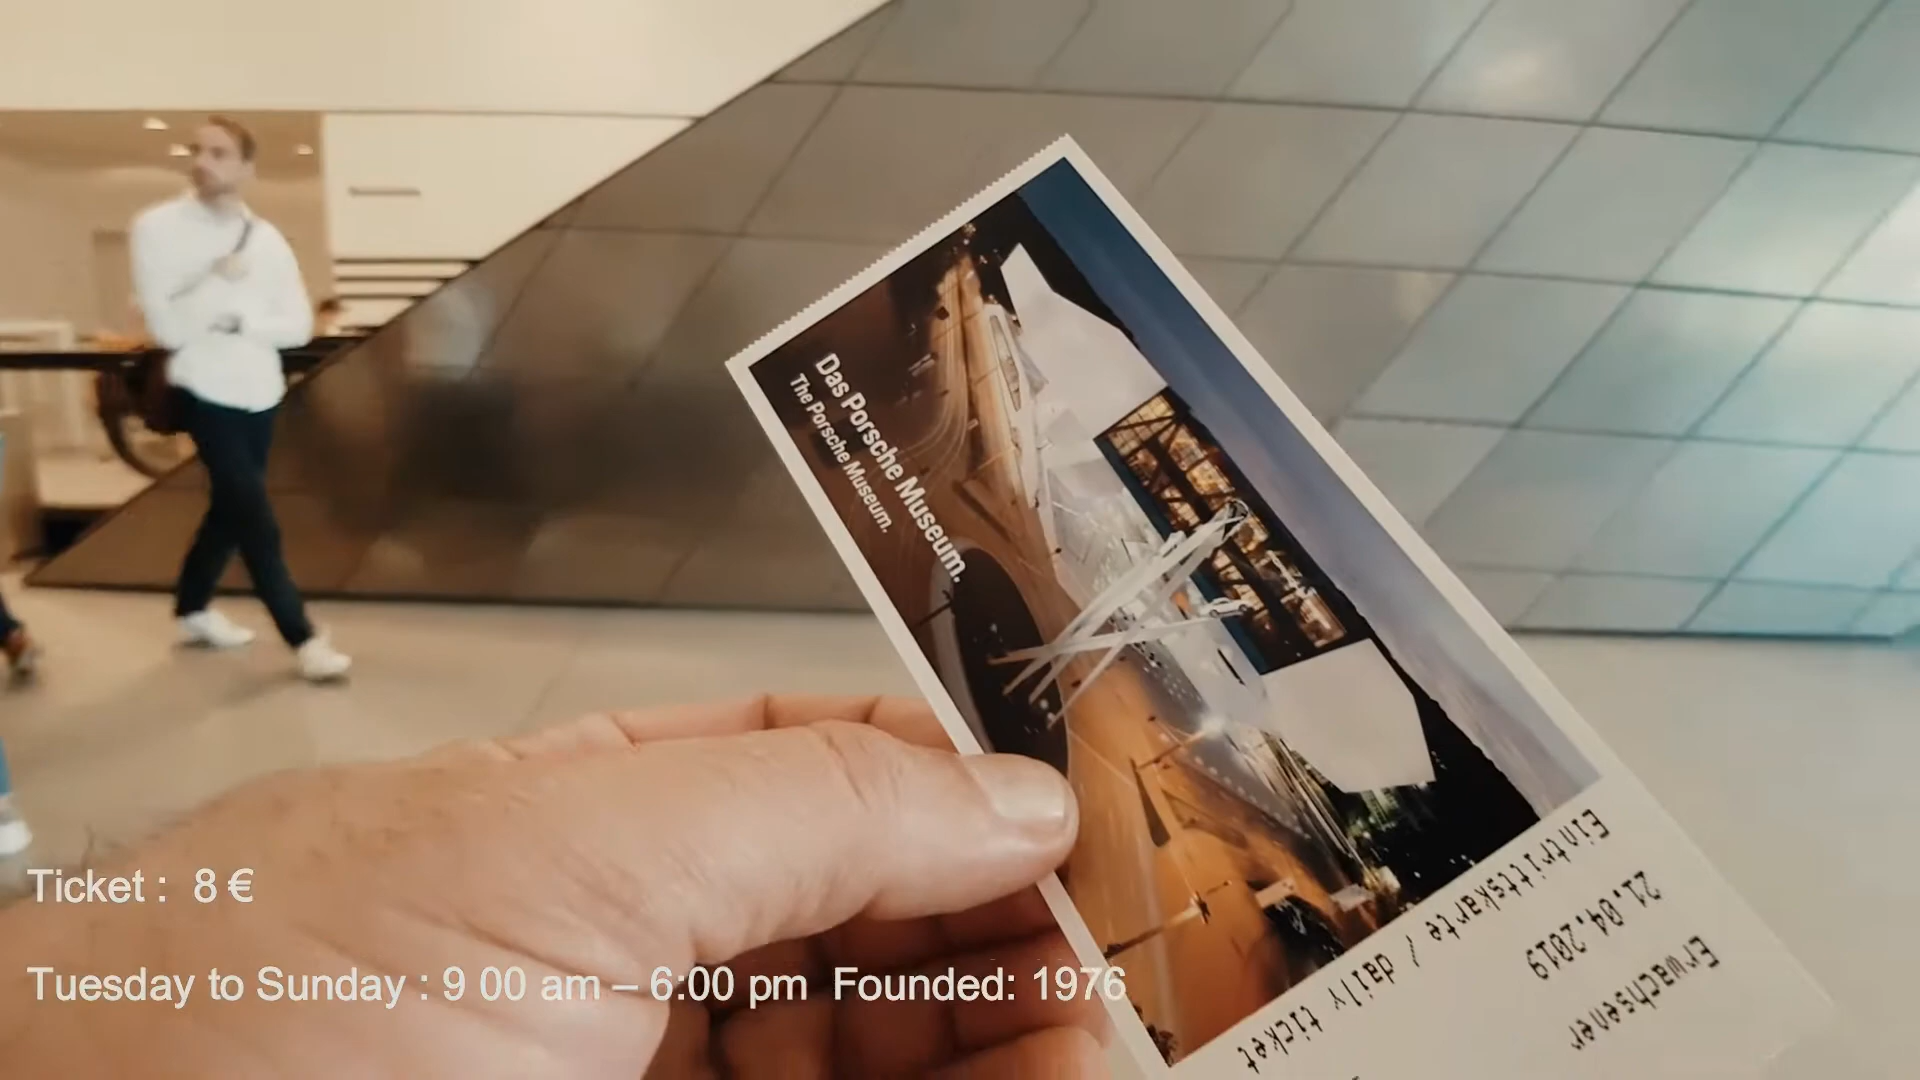 Das Porsche Museum.
The Porsche Museum.
Eintrittskarte / daily ticket
21.04.2019
Erwachsener
Ticket :  8 €
Tuesday to Sunday : 9 00 am – 6:00 pm  Founded: 1976